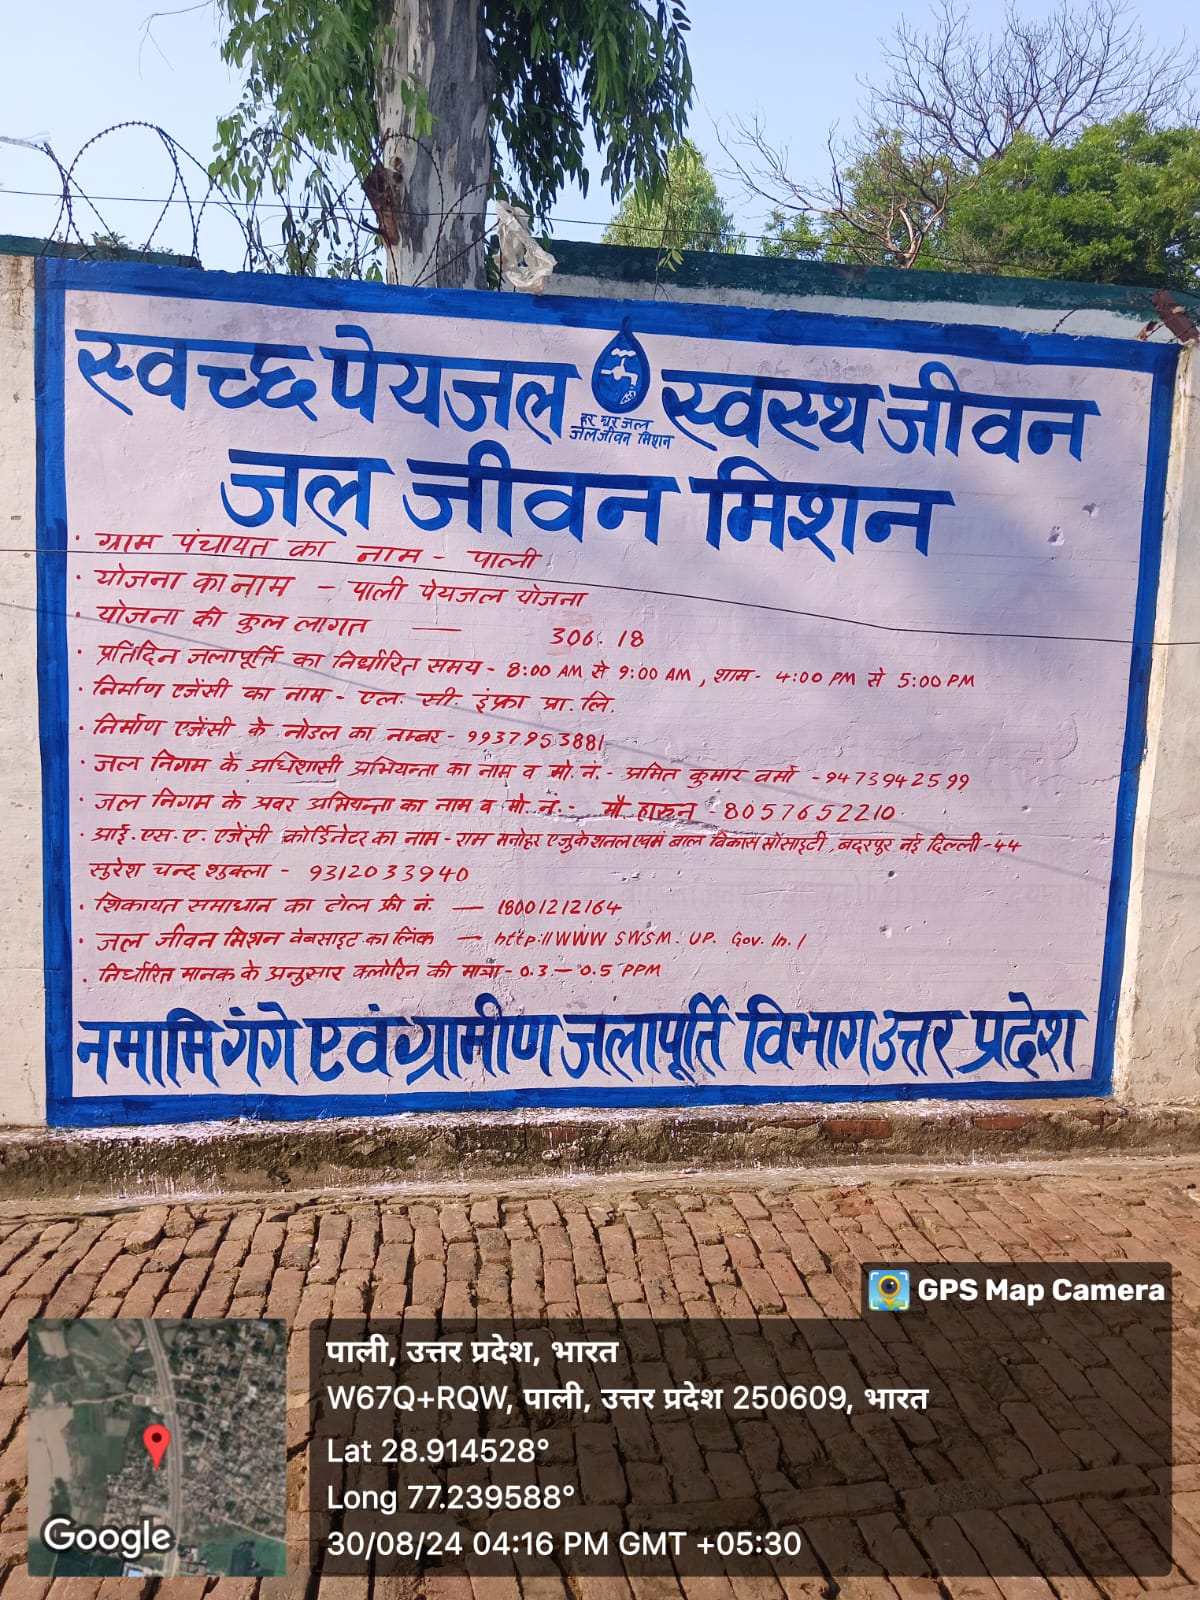 स्वच्छ पेयजल स्वस्थ जीवन
हर घर जल
जल जीवन मिशन
जल जीवन मिशन
· ग्राम पंचायत का नाम - पाली
· योजना का नाम - पाली पेयजल योजना
· योजना की कुल लागत — 306.18
· प्रतिदिन जलापूर्ति का निर्धारित समय - 8:00 AM से 9:00 AM, शाम - 4:00 PM से 5:00 PM
· निर्माण एजेंसी का नाम - एल. सी. इंफ्रा प्रा. लि.
· निर्माण एजेंसी के नोडल का नम्बर - 9937953881
· जल निगम के अधिशासी अभियन्ता का नाम व मो. नं. - अमित कुमार वर्मा - 9473942599
· जल निगम के अवर अभियन्ता का नाम व मो. नं. - मौ. हारून - 8057652210
· आई. एस. ए. एजेंसी कोर्डिनेटर का नाम - राम मनोहर एजुकेशनल एवम बाल विकास सोसाइटी, बदरपुर नई दिल्ली - 44
सुरेश चन्द शुक्ला - 9312033940
· शिकायत समाधान का टोल फ्री नं. — 18001212164
· जल जीवन मिशन वेबसाइट का लिंक — http://WWW SWSM. UP. Gov. In. /
· निर्धारित मानक के अनुसार क्लोरिन की मात्रा - 0.3 — 0.5 PPM
नमामि गंगे एवं ग्रामीण जलापूर्ति विभाग उत्तर प्रदेश
GPS Map Camera
पाली, उत्तर प्रदेश, भारत
W67Q+RQW, पाली, उत्तर प्रदेश 250609, भारत
Lat 28.914528°
Long 77.239588°
30/08/24 04:16 PM GMT +05:30
Google